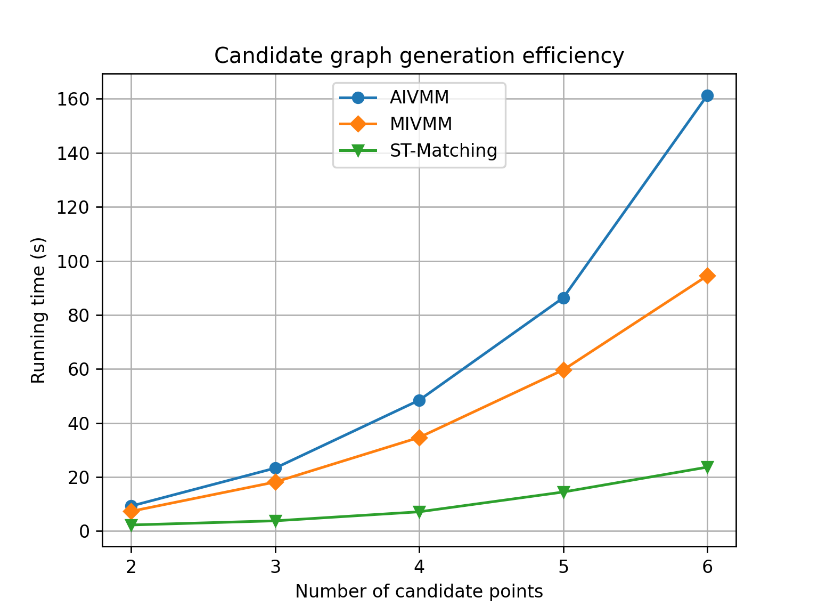 Candidate graph generation efficiency
AIVMM
MIVMM
ST-Matching
160
140
120
100
80
60
40
20
0
Running time (s)
2 3 4 5 6
Number of candidate points